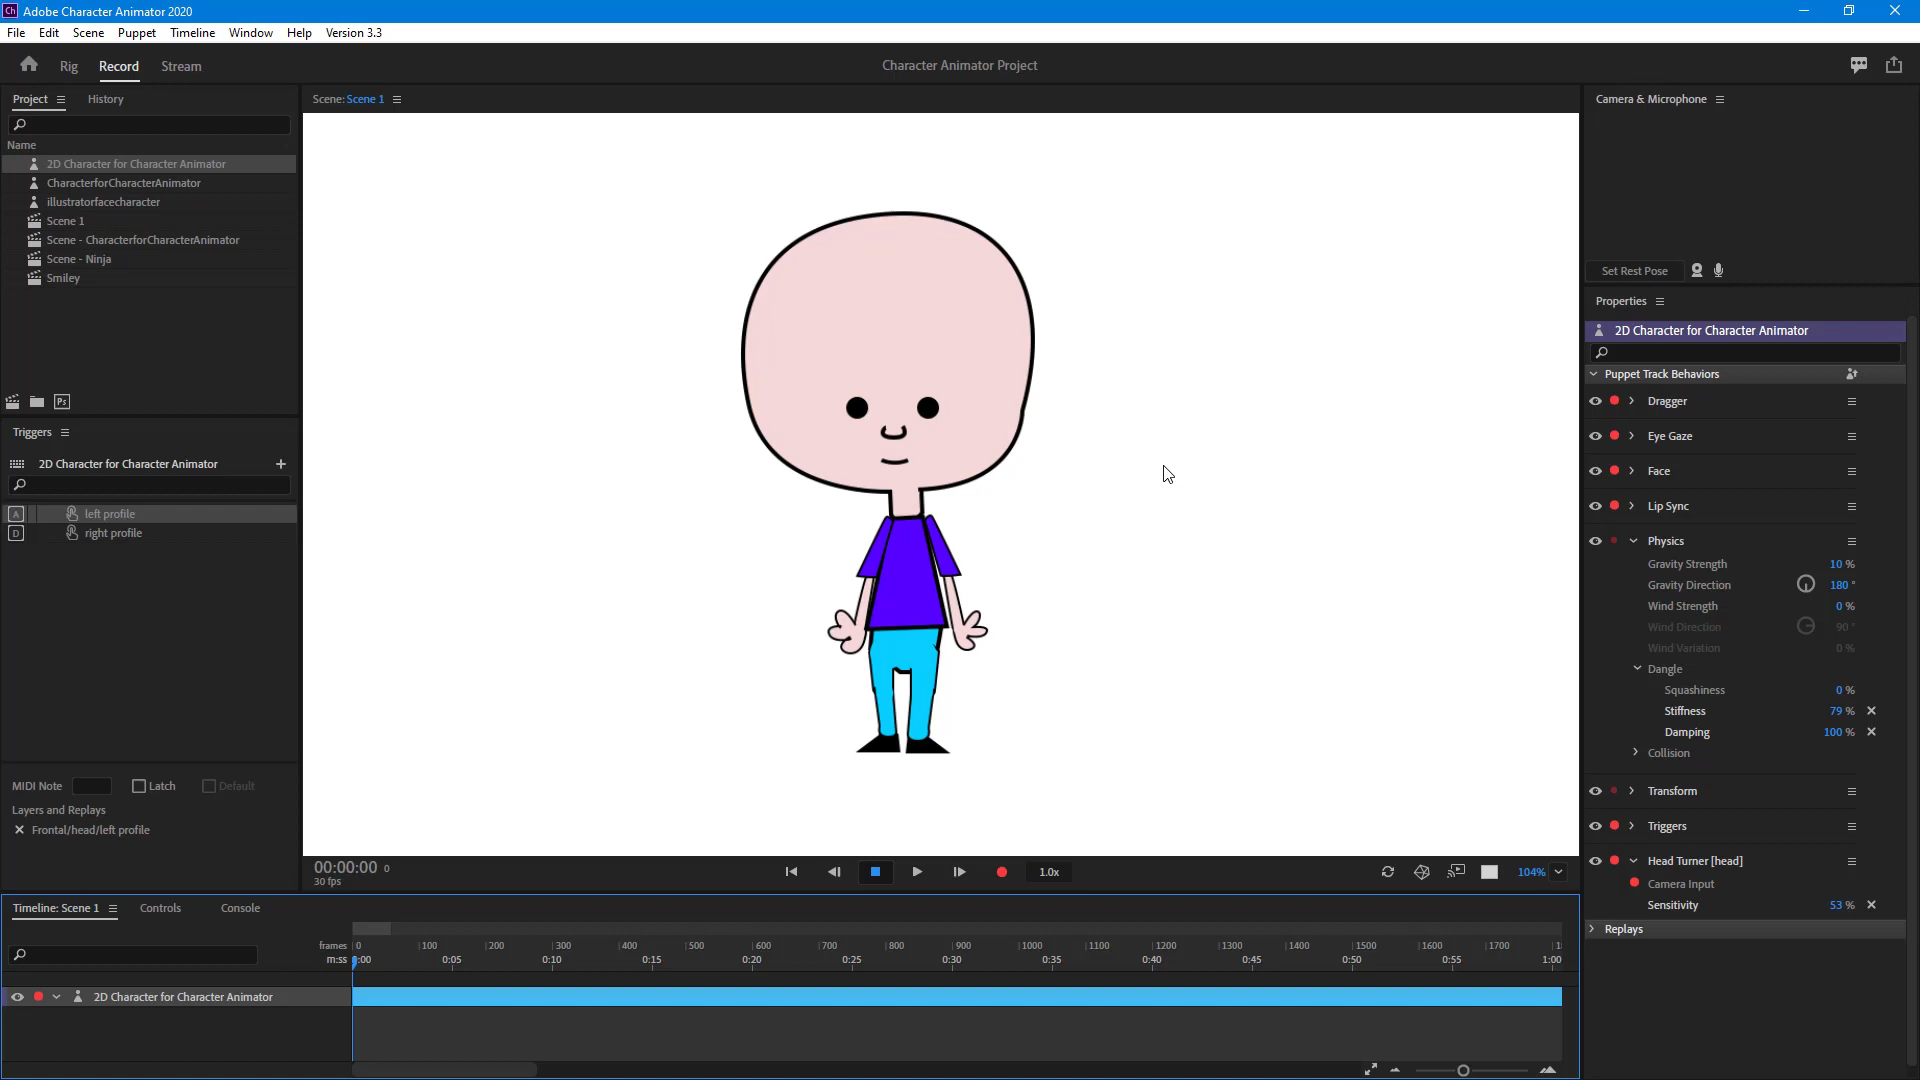 Ch Adobe Character Animator 2020
File Edit Scene Puppet Timeline Window Help Version 3.3
Rig Record Stream
Character Animator Project
Project
History
Name
2D Character for Character Animator
CharacterforCharacterAnimator
illustratorfacecharacter
Scene 1
Scene - CharacterforCharacterAnimator
Scene - Ninja
Smiley
Ps
Triggers
2D Character for Character Animator
A left profile
D right profile
MIDI Note
Latch
Default
Layers and Replays
Frontal/head/left profile
Scene: Scene 1
00:00:00 0
30 fps
1.0x
104%
Camera & Microphone
Set Rest Pose
Properties
2D Character for Character Animator
Puppet Track Behaviors
Dragger
Eye Gaze
Face
Lip Sync
Physics
Gravity Strength 10 %
Gravity Direction 180 °
Wind Strength 0 %
Wind Direction 90 °
Wind Variation 0 %
Dangle
Squashiness 0 %
Stiffness 79 %
Damping 100 %
Collision
Transform
Triggers
Head Turner [head]
Camera Input
Sensitivity 53 %
Replays
Timeline: Scene 1
Controls
Console
frames 0 100 200 300 400 500 600 700 800 900 1000 1100 1200 1300 1400 1500 1600 1700
m:ss :00 0:05 0:10 0:15 0:20 0:25 0:30 0:35 0:40 0:45 0:50 0:55 1:00
2D Character for Character Animator